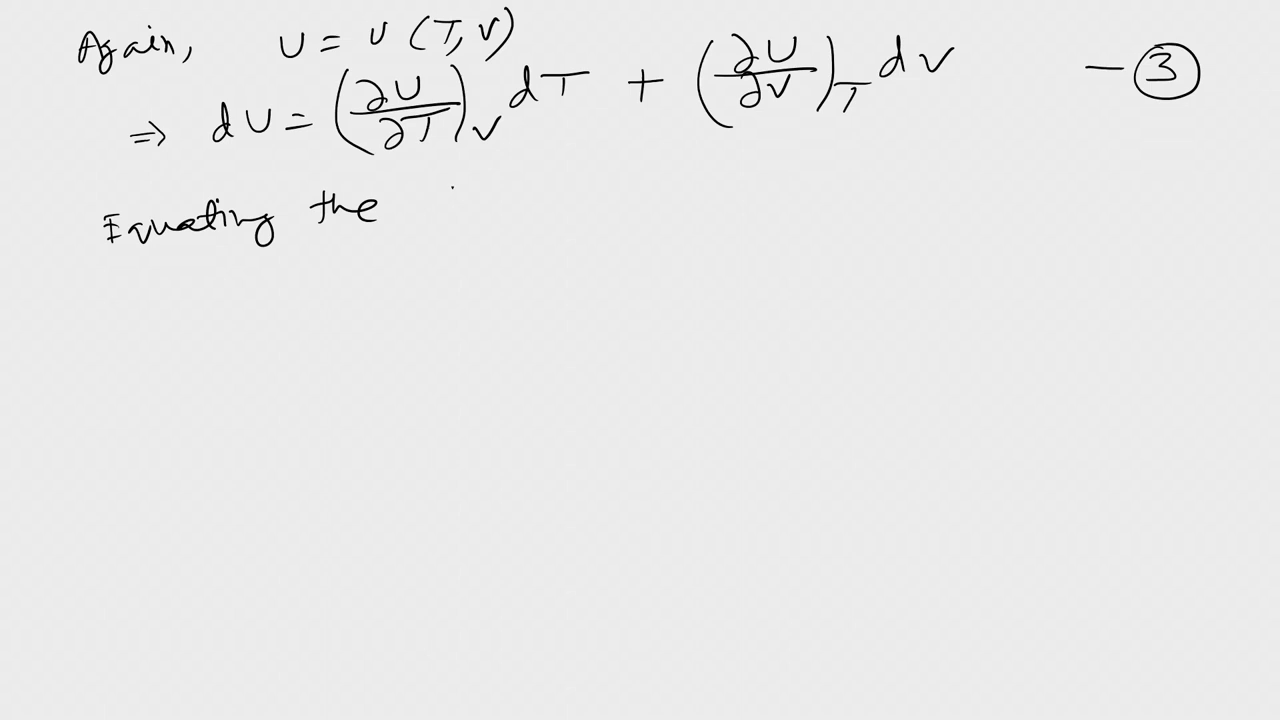 Again, U = U (T, V)
⇒ dU = (∂U/∂T)_V dT + (∂U/∂V)_T dV — ③
Equating the